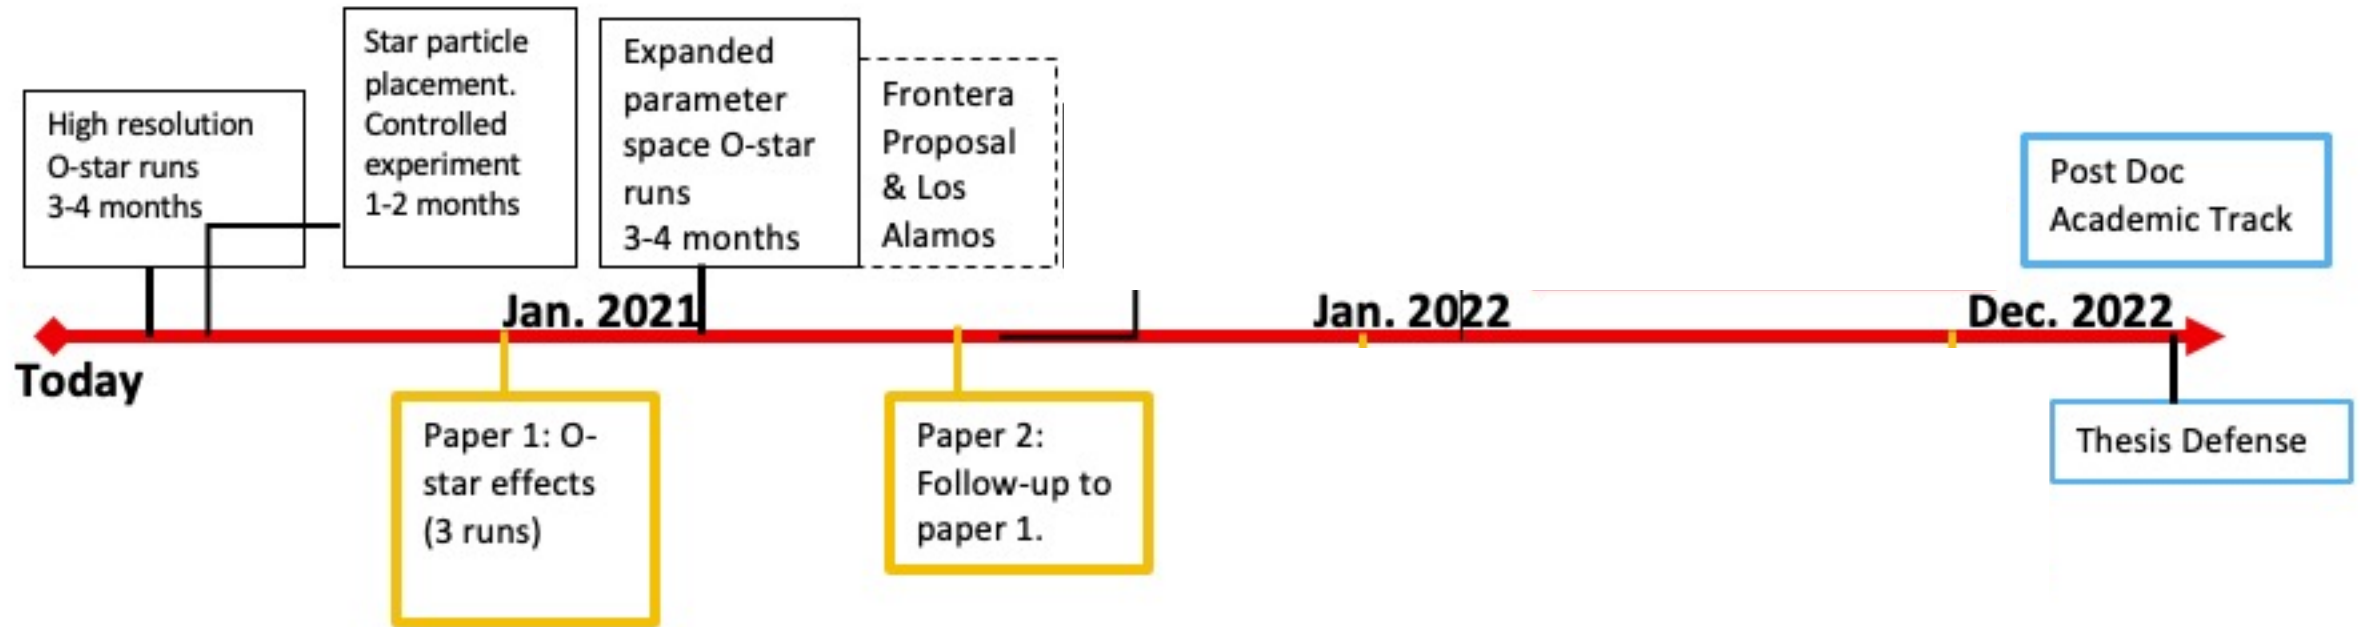 High resolution
O-star runs
3-4 months
Star particle
placement.
Controlled
experiment
1-2 months
Expanded
parameter
space O-star
runs
3-4 months
Frontera
Proposal
& Los
Alamos
Post Doc
Academic Track
Jan. 2021
Jan. 2022
Dec. 2022
Today
Paper 1: O-
star effects
(3 runs)
Paper 2:
Follow-up to
paper 1.
Thesis Defense